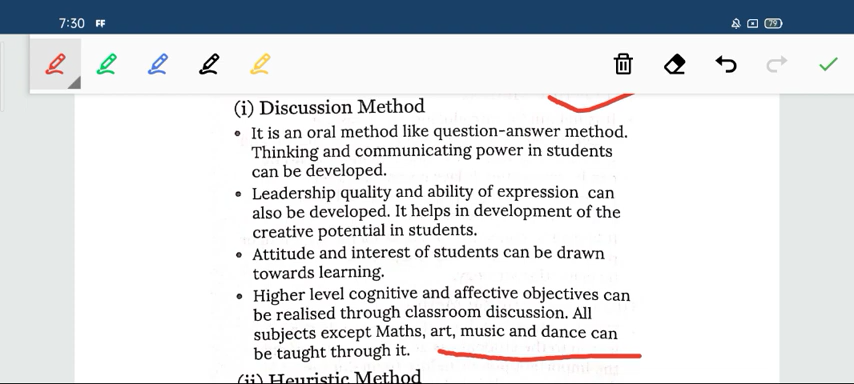 7:30 FF 79
(i) Discussion Method
• It is an oral method like question-answer method.
Thinking and communicating power in students
can be developed.
• Leadership quality and ability of expression can
also be developed. It helps in development of the
creative potential in students.
• Attitude and interest of students can be drawn
towards learning.
• Higher level cognitive and affective objectives can
be realised through classroom discussion. All
subjects except Maths, art, music and dance can
be taught through it.
(ii) Heuristic Method